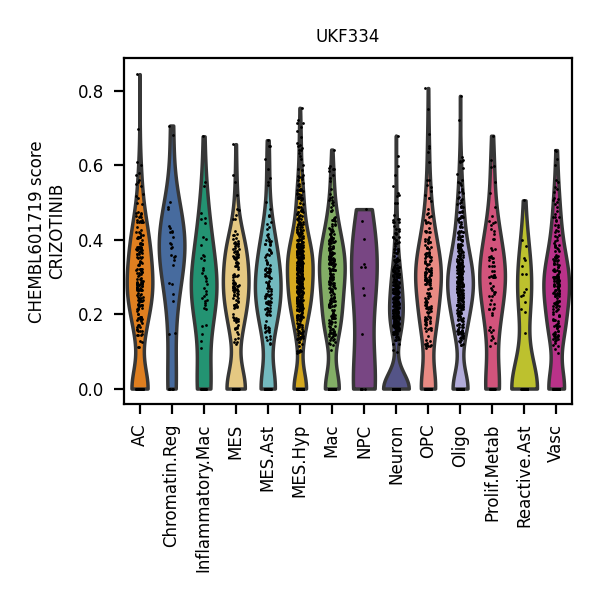 UKF334
CHEMBL601719 score
CRIZOTINIB
0.8
0.6
0.4
0.2
0.0
AC
Chromatin.Reg
Inflammatory.Mac
MES
MES.Ast
MES.Hyp
Mac
NPC
Neuron
OPC
Oligo
Prolif.Metab
Reactive.Ast
Vasc